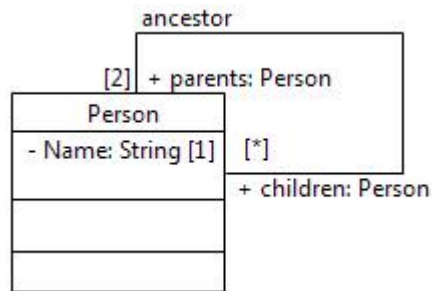 ancestor
[2] + parents: Person
Person
- Name: String [1] [*]
+ children: Person